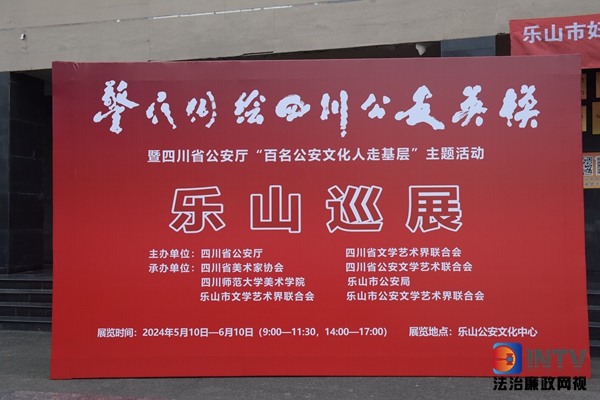 乐山市妇
警民同绘四川公安英模
暨四川省公安厅“百名公安文化人走基层”主题活动
乐山巡展
主办单位：四川省公安厅 四川省文学艺术界联合会
承办单位：四川省美术家协会 四川省公安文学艺术联合会
四川师范大学美术学院 乐山市公安局
乐山市文学艺术界联合会 乐山市公安文学艺术联合会
展览时间：2024年5月10日—6月10日（9:00—11:30，14:00—17:00） 展览地点：乐山公安文化中心
INTV
法治廉政网视